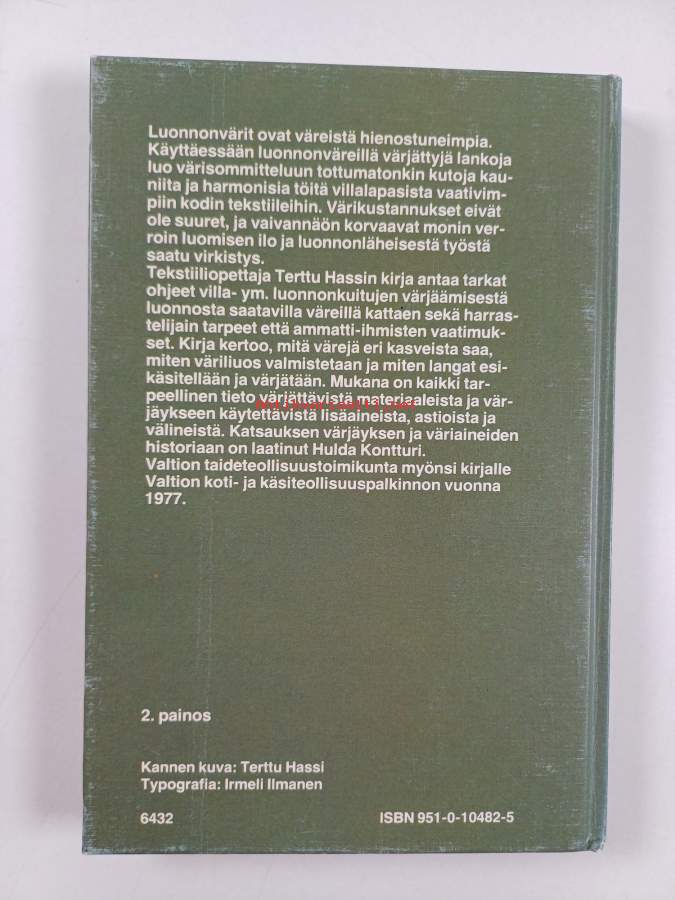 Luonnonvärit ovat väreistä hienostuneimpia.
Käyttäessään luonnonväreillä värjättyjä lankoja
luo värisommitteluun tottumatonkin kutoja kau-
niita ja harmonisia töitä villalapasista vaativim-
piin kodin tekstiileihin. Värikustannukset eivät
ole suuret, ja vaivannäön korvaavat monin ver-
roin luomisen ilo ja luonnonläheisestä työstä
saatu virkistys.
Tekstiiliopettaja Terttu Hassin kirja antaa tarkat
ohjeet villa- ym. luonnonkuitujen värjäämisestä
luonnosta saatavilla väreillä kattaen sekä harras-
telijain tarpeet että ammatti-ihmisten vaatimuk-
set. Kirja kertoo, mitä värejä eri kasveista saa,
miten väriliuos valmistetaan ja miten langat esi-
käsitellään ja värjätään. Mukana on kaikki tar-
peellinen tieto värjättävistä materiaaleista ja vär-
jäykseen käytettävistä lisäaineista, astioista ja
välineistä. Katsauksen värjäyksen ja väriaineiden
historiaan on laatinut Hulda Kontturi.
Valtion taideteollisuustoimikunta myönsi kirjalle
Valtion koti- ja käsiteollisuuspalkinnon vuonna
1977.
2. painos
Kannen kuva: Terttu Hassi
Typografia: Irmeli Ilmanen
6432 ISBN 951-0-10482-5